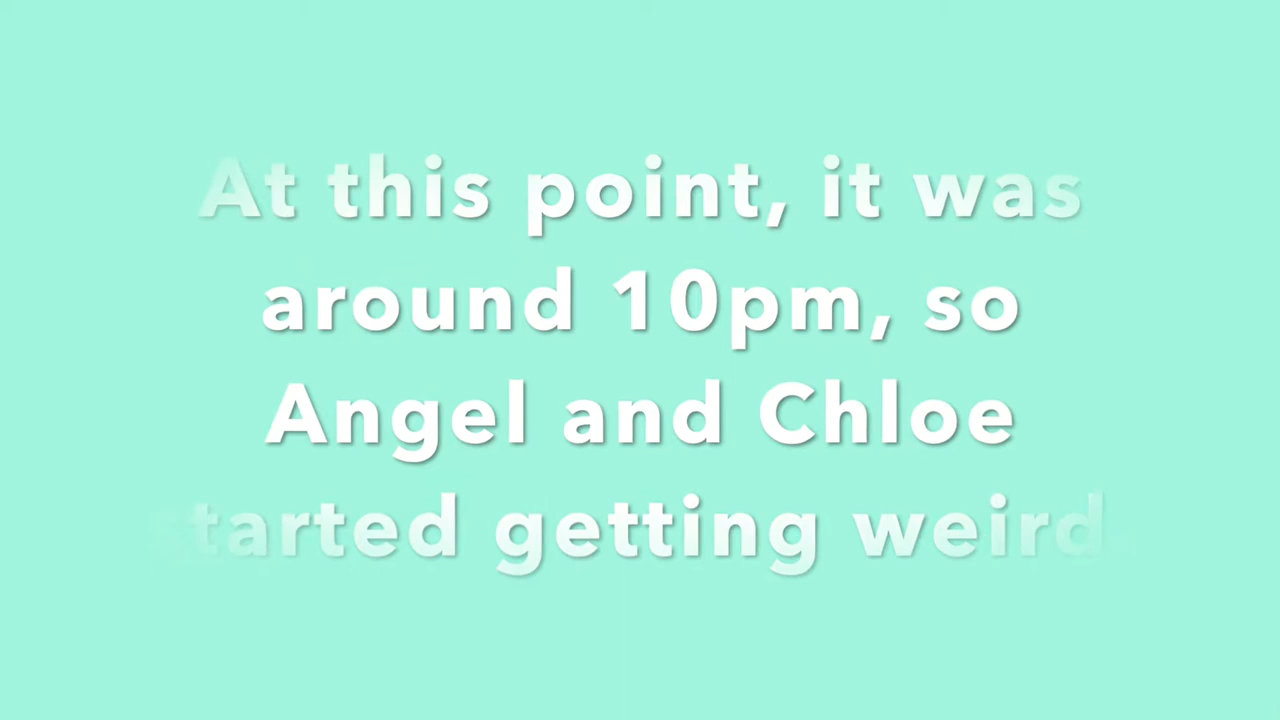 At this point, it was
around 10pm, so
Angel and Chloe
started getting weird.